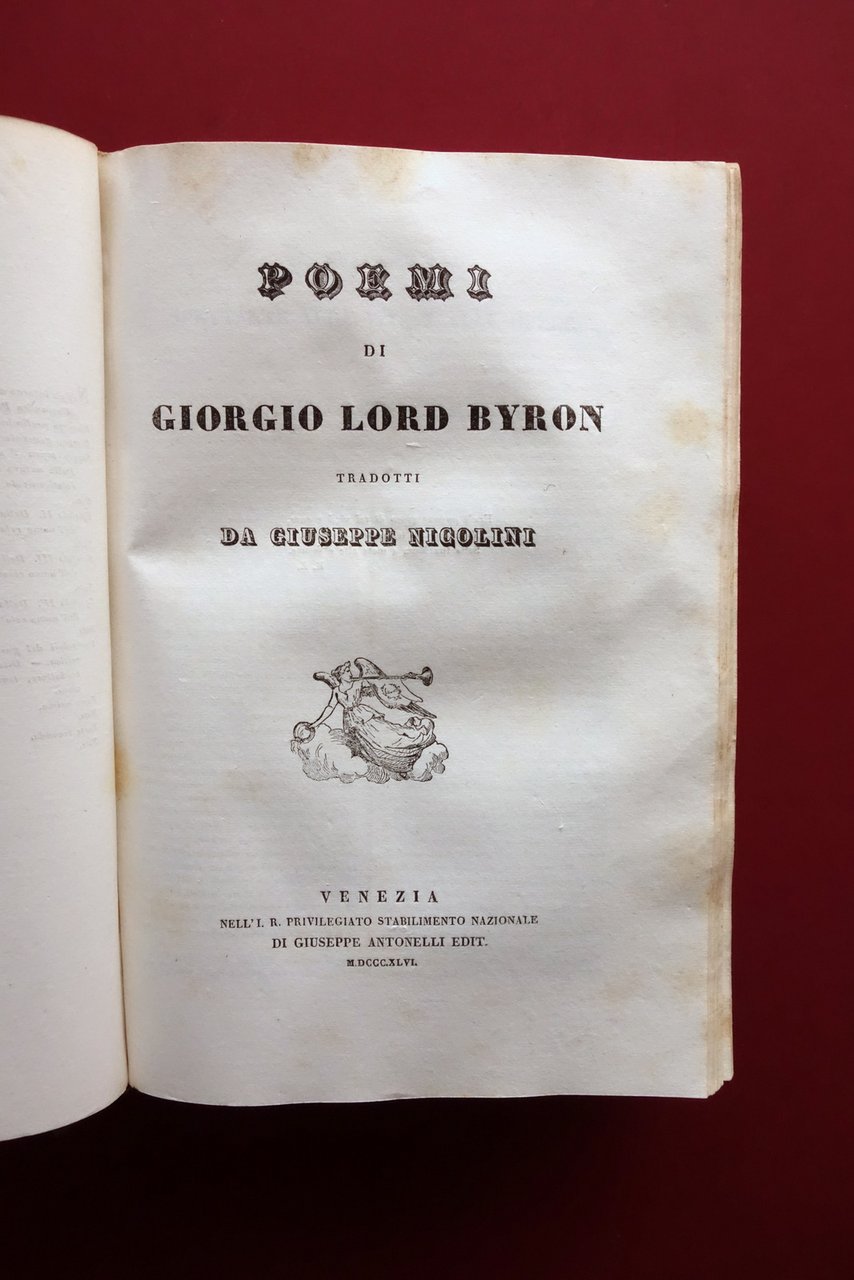 POEMI
DI
GIORGIO LORD BYRON
TRADOTTI
DA GIUSEPPE NICOLINI
VENEZIA
NELL' I. R. PRIVILEGIATO STABILIMENTO NAZIONALE
DI GIUSEPPE ANTONELLI EDIT.
M.DCCC.XLVI.